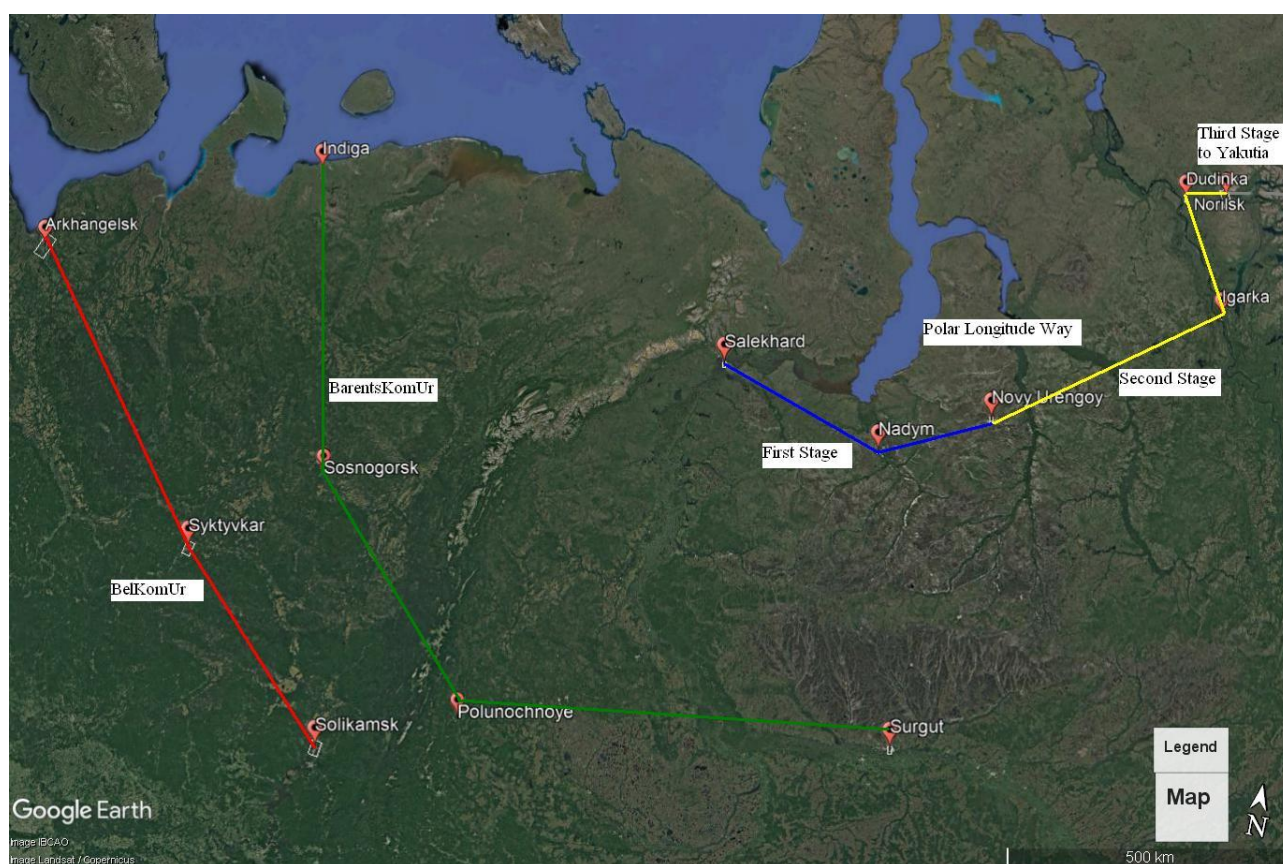 Third Stage
to Yakutia
Indiga
Dudinka
Norilsk
Arkhangelsk
Igarka
Polar Longitude Way
Salekhard
Second Stage
BarentsKomUr
Novy Urengoy
Nadym
First Stage
Sosnogorsk
Syktyvkar
BelKomUr
Polunochnoye
Solikamsk
Surgut
Legend
Map
Google Earth
N
Image IBCAO
Image Landsat / Copernicus
500 km